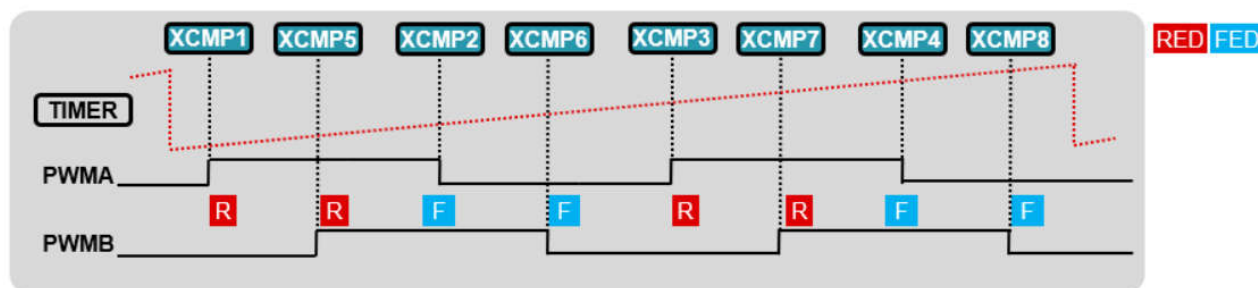 XCMP1 XCMP5 XCMP2 XCMP6 XCMP3 XCMP7 XCMP4 XCMP8 RED FED
TIMER
PWMA
R R F F R R F F
PWMB